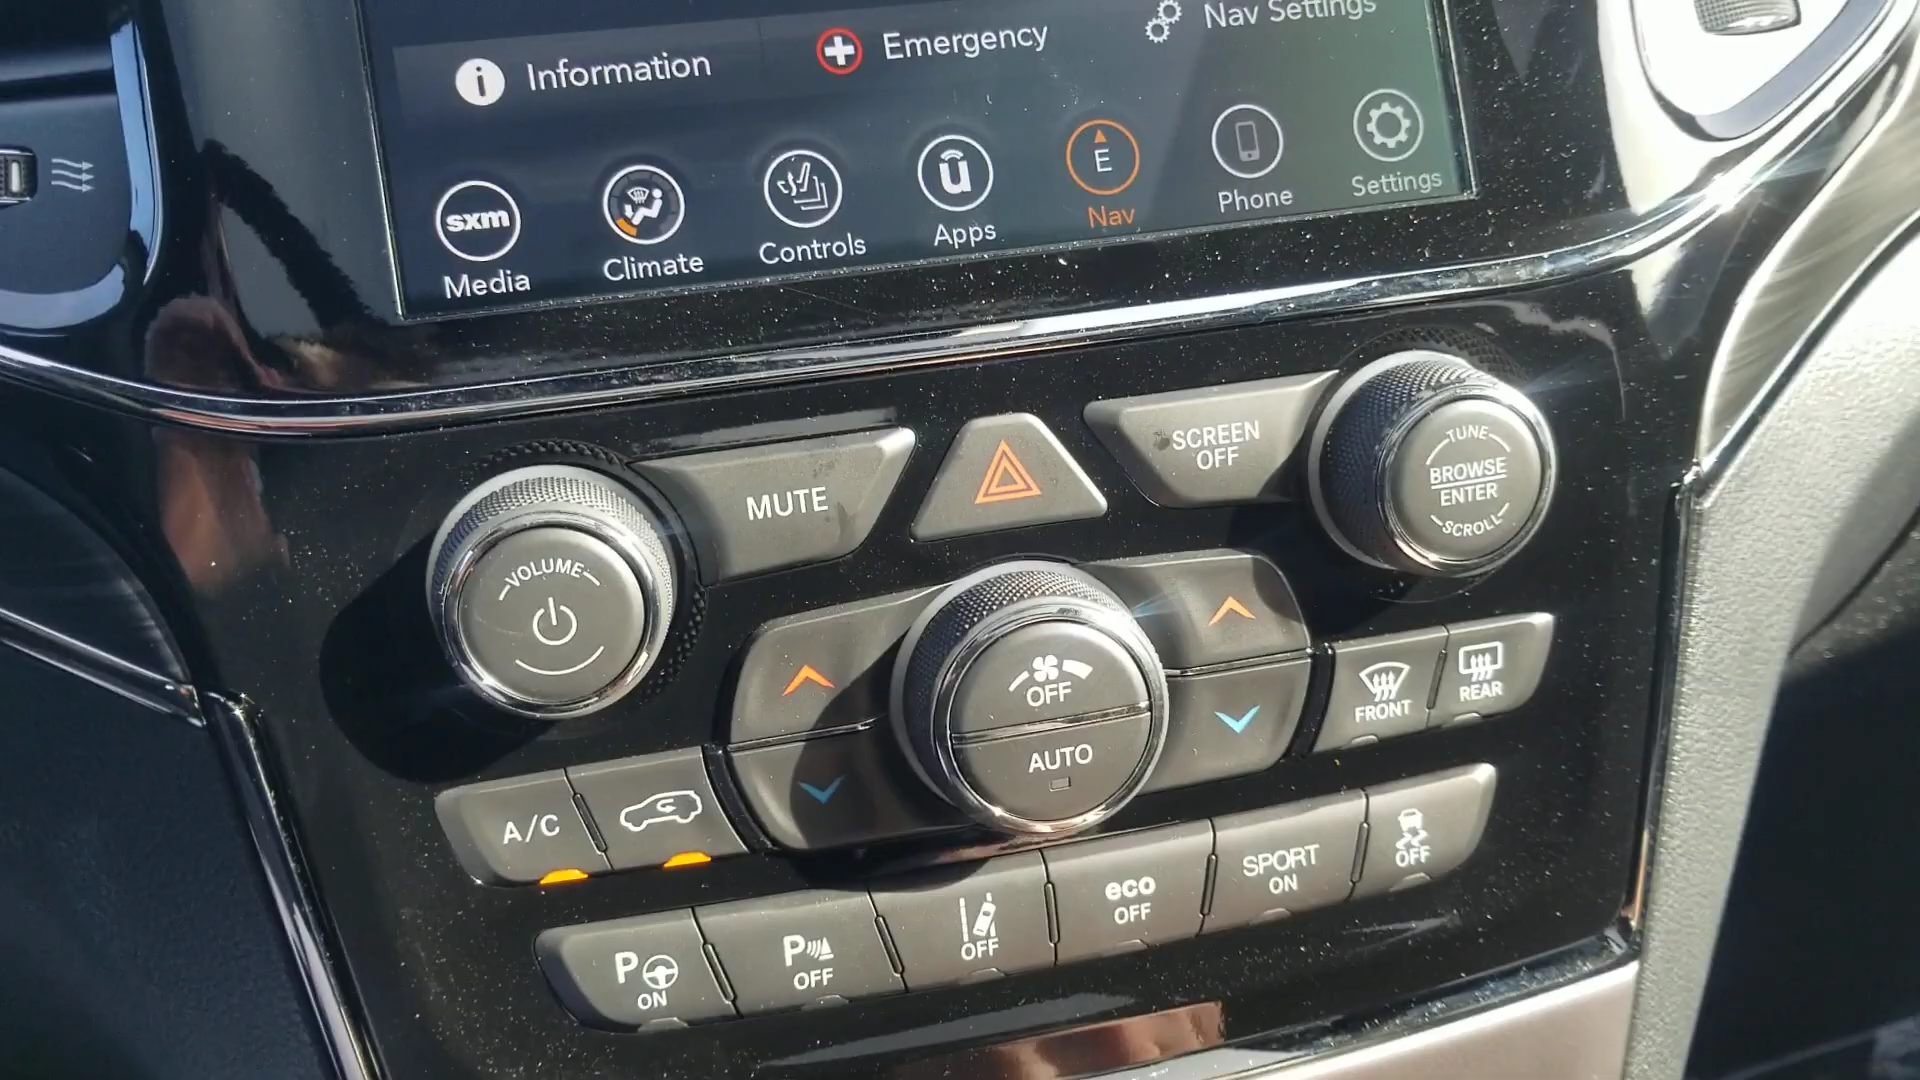 Information
Emergency
Nav Settings
sxm
E
Media
Climate
Controls
Apps
Nav
Phone
Settings
MUTE
SCREEN
OFF
TUNE
BROWSE
ENTER
SCROLL
VOLUME
OFF
AUTO
FRONT
REAR
A/C
P
ON
P
OFF
OFF
eco
OFF
SPORT
ON
OFF